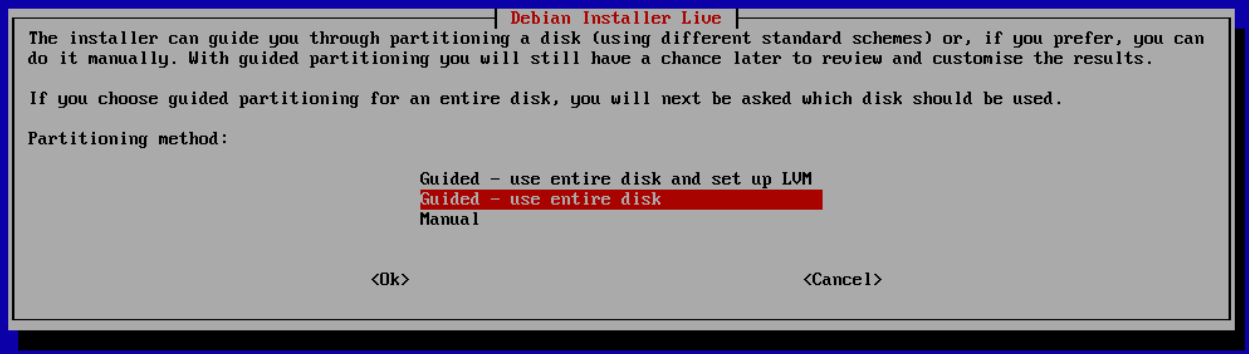 Debian Installer Live
The installer can guide you through partitioning a disk (using different standard schemes) or, if you prefer, you can
do it manually. With guided partitioning you will still have a chance later to review and customise the results.
If you choose guided partitioning for an entire disk, you will next be asked which disk should be used.
Partitioning method:
Guided - use entire disk and set up LVM
Guided - use entire disk
Manual
<Ok> <Cancel>